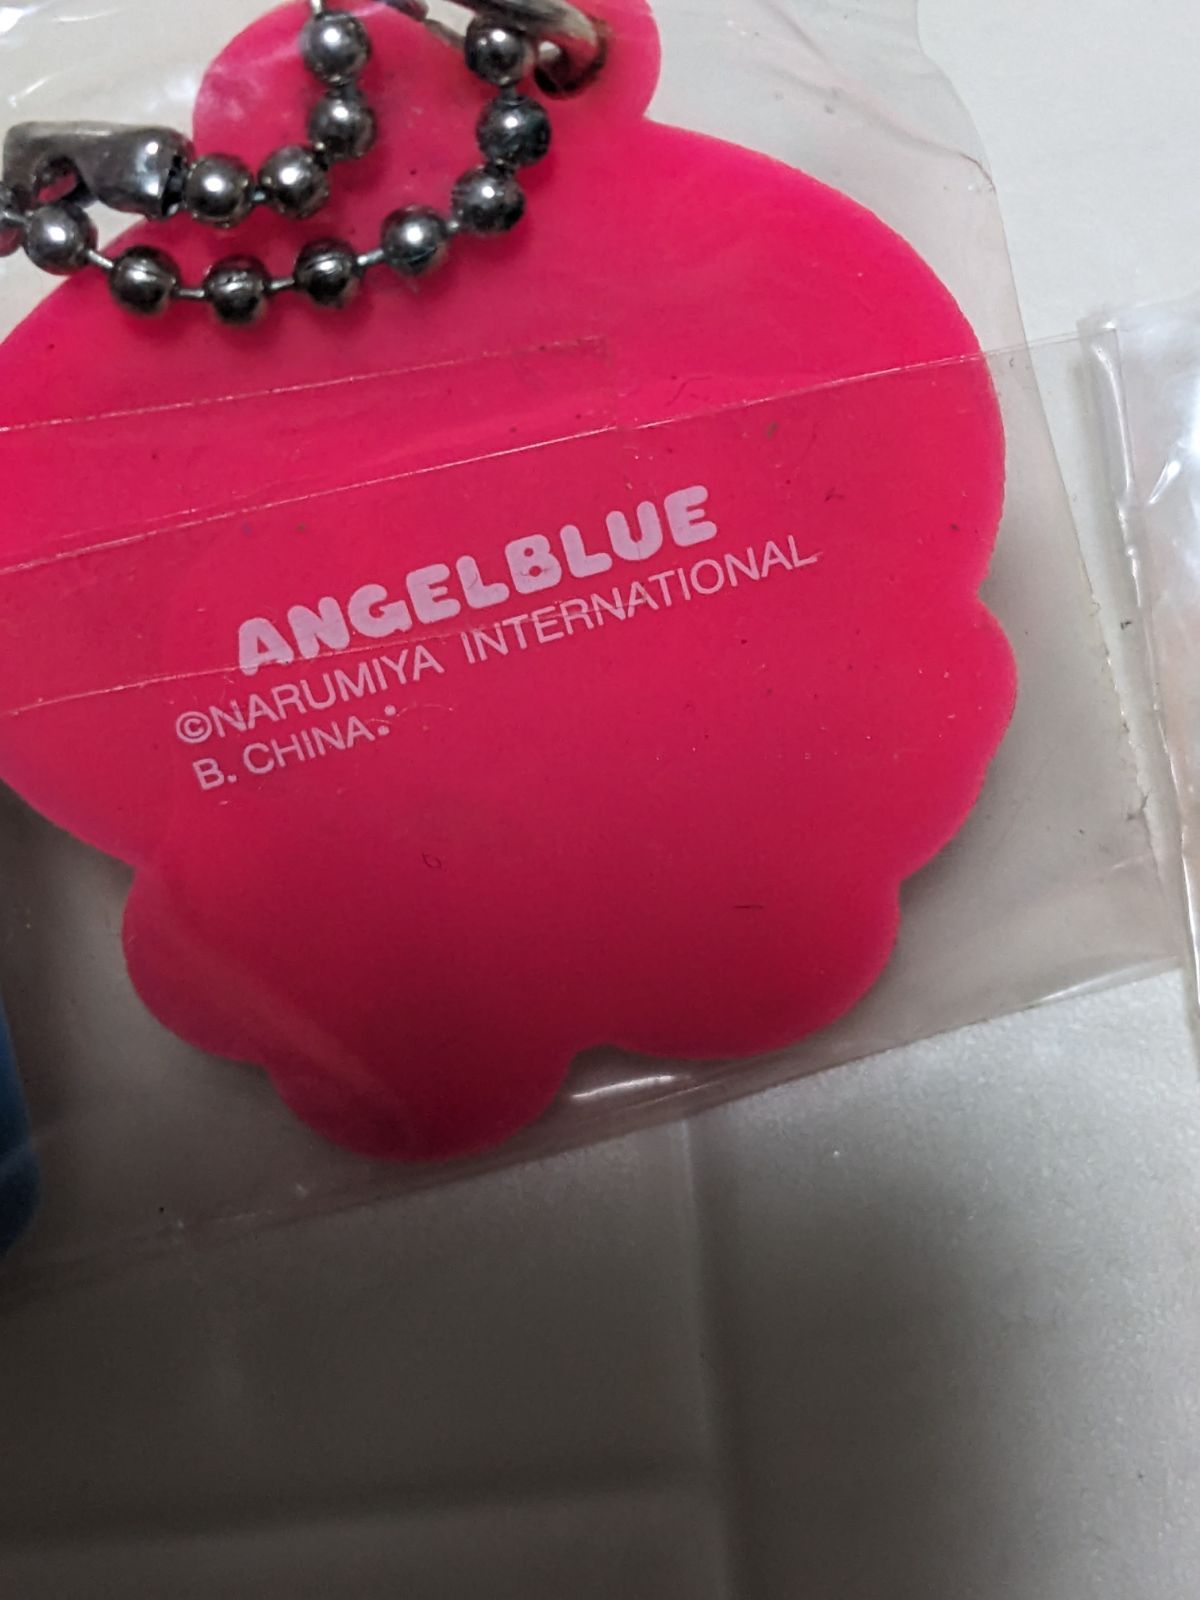 ANGELBLUE
©NARUMIYA INTERNATIONAL
B. CHINA.: